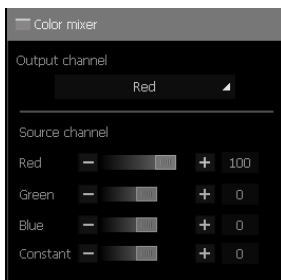 Color mixer
Output channel
Red
Source channel
Red − + 100
Green − + 0
Blue − + 0
Constant − + 0